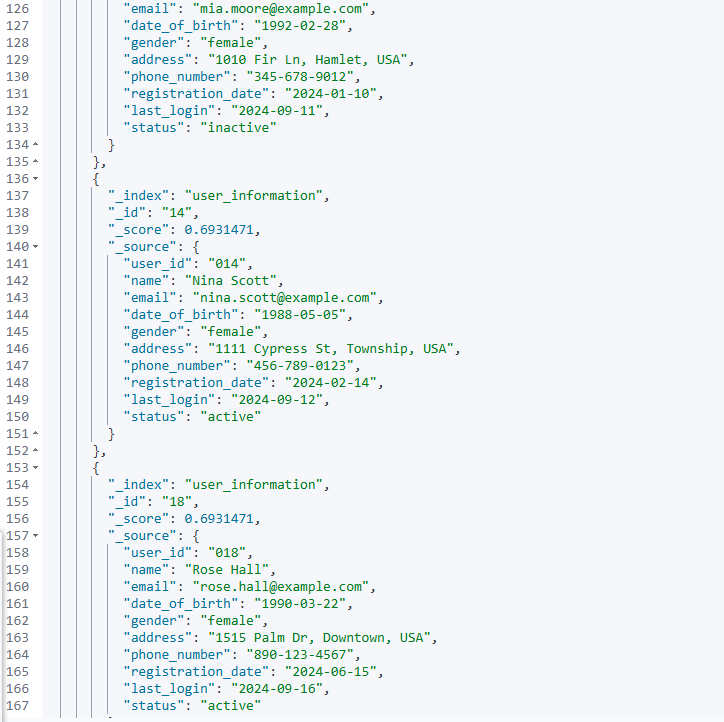 126 "email": "mia.moore@example.com",
127 "date_of_birth": "1992-02-28",
128 "gender": "female",
129 "address": "1010 Fir Ln, Hamlet, USA",
130 "phone_number": "345-678-9012",
131 "registration_date": "2024-01-10",
132 "last_login": "2024-09-11",
133 "status": "inactive"
134 }
135 },
136 {
137 "_index": "user_information",
138 "_id": "14",
139 "_score": 0.6931471,
140 "_source": {
141 "user_id": "014",
142 "name": "Nina Scott",
143 "email": "nina.scott@example.com",
144 "date_of_birth": "1988-05-05",
145 "gender": "female",
146 "address": "1111 Cypress St, Township, USA",
147 "phone_number": "456-789-0123",
148 "registration_date": "2024-02-14",
149 "last_login": "2024-09-12",
150 "status": "active"
151 }
152 },
153 {
154 "_index": "user_information",
155 "_id": "18",
156 "_score": 0.6931471,
157 "_source": {
158 "user_id": "018",
159 "name": "Rose Hall",
160 "email": "rose.hall@example.com",
161 "date_of_birth": "1990-03-22",
162 "gender": "female",
163 "address": "1515 Palm Dr, Downtown, USA",
164 "phone_number": "890-123-4567",
165 "registration_date": "2024-06-15",
166 "last_login": "2024-09-16",
167 "status": "active"